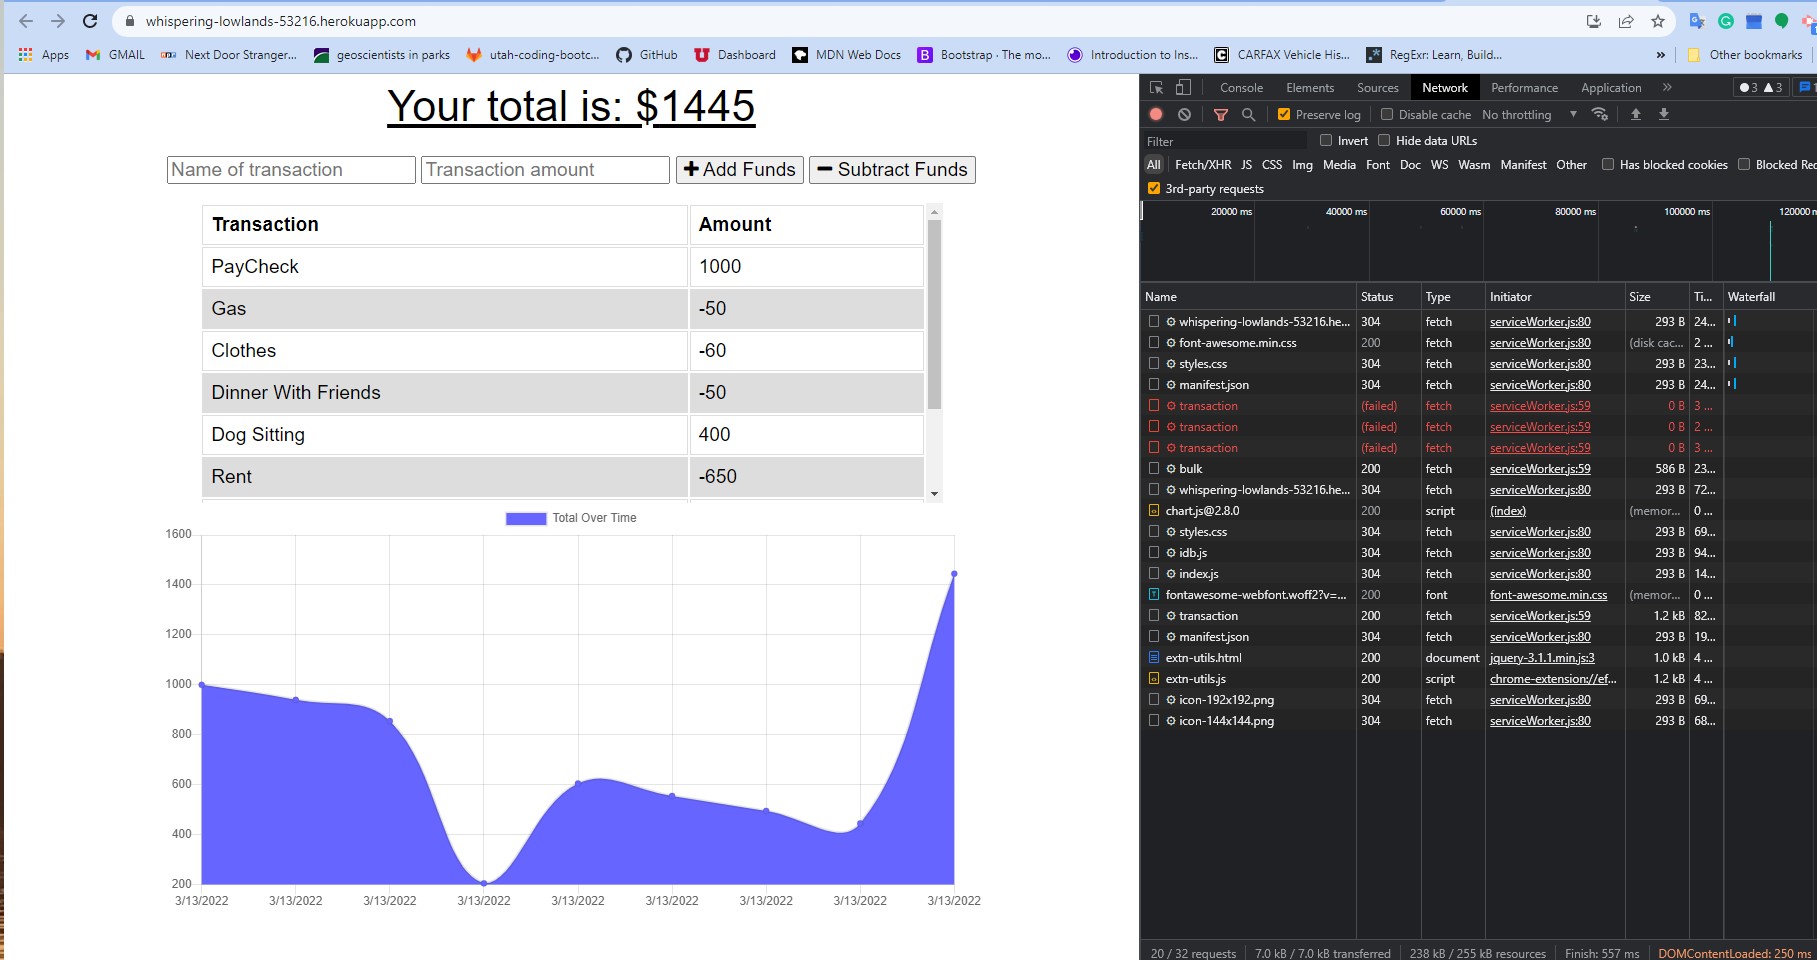 whispering-lowlands-53216.herokuapp.com
Apps GMAIL Next Door Stranger... geoscientists in parks utah-coding-bootc... GitHub Dashboard MDN Web Docs Bootstrap · The mo... Introduction to Ins... CARFAX Vehicle His... RegExr: Learn, Build... » Other bookmarks
Your total is: $1445
Name of transaction Transaction amount Add Funds Subtract Funds
Transaction Amount
PayCheck 1000
Gas -50
Clothes -60
Dinner With Friends -50
Dog Sitting 400
Rent -650
Total Over Time
1600
1400
1200
1000
800
600
400
200
3/13/2022 3/13/2022 3/13/2022 3/13/2022 3/13/2022 3/13/2022 3/13/2022 3/13/2022 3/13/2022
Console Elements Sources Network Performance Application » 3 3
Preserve log Disable cache No throttling
Filter Invert Hide data URLs
All Fetch/XHR JS CSS Img Media Font Doc WS Wasm Manifest Other Has blocked cookies Blocked Rec
3rd-party requests
20000 ms 40000 ms 60000 ms 80000 ms 100000 ms 120000 m
Name Status Type Initiator Size Ti... Waterfall
whispering-lowlands-53216.he... 304 fetch serviceWorker.js:80 293 B 24...
font-awesome.min.css 200 fetch serviceWorker.js:80 (disk cac... 2 ...
styles.css 304 fetch serviceWorker.js:80 293 B 23...
manifest.json 304 fetch serviceWorker.js:80 293 B 24...
transaction (failed) fetch serviceWorker.js:59 0 B 3 ...
transaction (failed) fetch serviceWorker.js:59 0 B 2 ...
transaction (failed) fetch serviceWorker.js:59 0 B 3 ...
bulk 200 fetch serviceWorker.js:59 586 B 23...
whispering-lowlands-53216.he... 304 fetch serviceWorker.js:80 293 B 72...
chart.js@2.8.0 200 script (index) (memor... 0 ...
styles.css 304 fetch serviceWorker.js:80 293 B 69...
idb.js 304 fetch serviceWorker.js:80 293 B 94...
index.js 304 fetch serviceWorker.js:80 293 B 14...
fontawesome-webfont.woff2?v=... 200 font font-awesome.min.css (memor... 0 ...
transaction 200 fetch serviceWorker.js:59 1.2 kB 82...
manifest.json 304 fetch serviceWorker.js:80 293 B 19...
extn-utils.html 200 document jquery-3.1.1.min.js:3 1.0 kB 4 ...
extn-utils.js 200 script chrome-extension://ef... 1.2 kB 4 ...
icon-192x192.png 304 fetch serviceWorker.js:80 293 B 69...
icon-144x144.png 304 fetch serviceWorker.js:80 293 B 68...
20 / 32 requests 7.0 kB / 7.0 kB transferred 238 kB / 255 kB resources Finish: 557 ms DOMContentLoaded: 250 ms